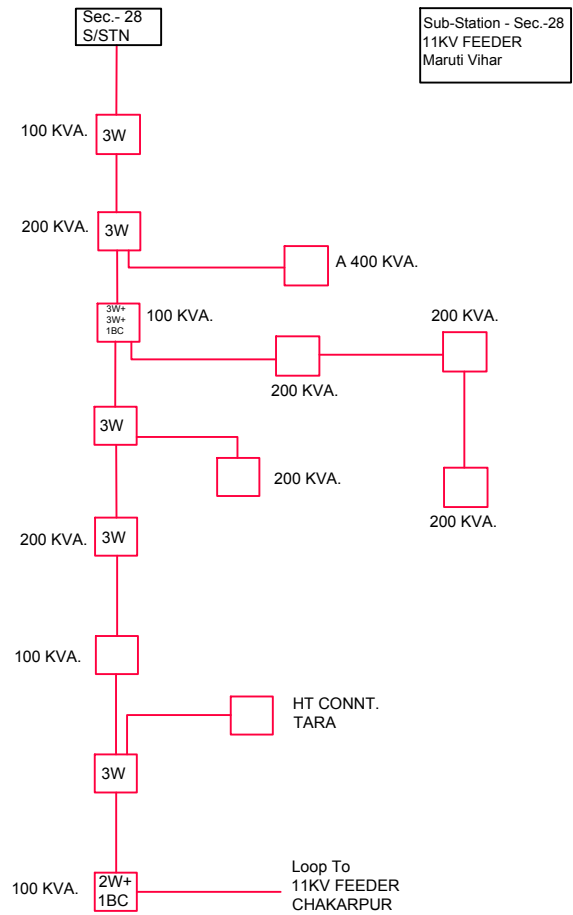 Sec.- 28
S/STN
Sub-Station - Sec.-28
11KV FEEDER
Maruti Vihar
100 KVA.
3W
200 KVA.
3W
A 400 KVA.
3W+
3W+
1BC
100 KVA.
200 KVA.
200 KVA.
3W
200 KVA.
200 KVA.
200 KVA.
3W
100 KVA.
HT CONNT.
TARA
3W
100 KVA.
2W+
1BC
Loop To
11KV FEEDER
CHAKARPUR